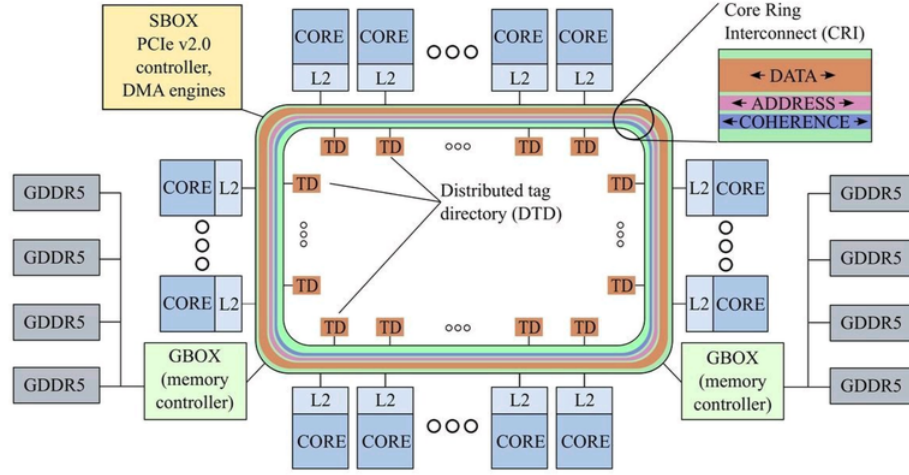 SBOX
PCIe v2.0
controller,
DMA engines
CORE
CORE
CORE
CORE
L2
L2
L2
L2
Core Ring
Interconnect (CRI)
DATA
ADDRESS
COHERENCE
TD
TD
TD
TD
GDDR5
GDDR5
GDDR5
GDDR5
CORE
L2
CORE
L2
TD
TD
Distributed tag
directory (DTD)
TD
TD
L2
CORE
L2
CORE
GDDR5
GDDR5
GDDR5
GDDR5
TD
TD
TD
TD
GBOX
(memory
controller)
GBOX
(memory
controller)
L2
L2
L2
L2
CORE
CORE
CORE
CORE